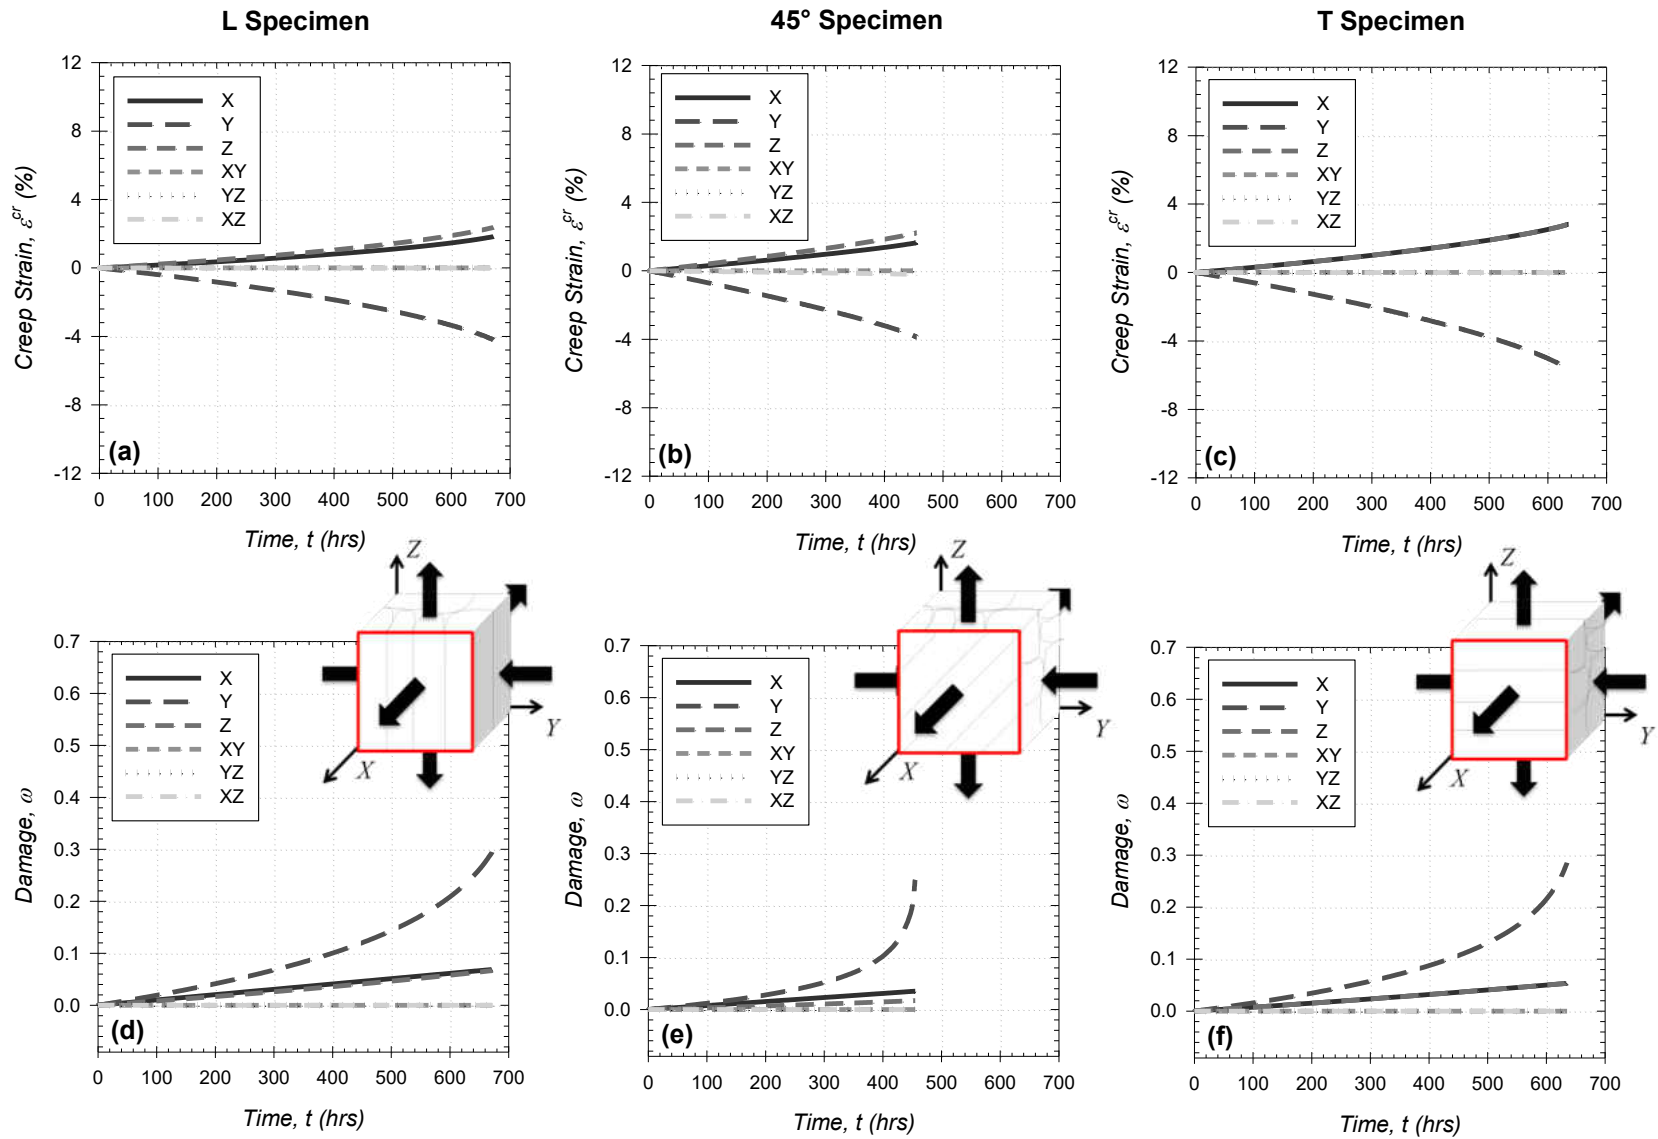 L Specimen
45° Specimen
T Specimen
12
8
4
0
-4
-8
-12
Creep Strain, εcr (%)
X
Y
Z
XY
YZ
XZ
(a)
0 100 200 300 400 500 600 700
Time, t (hrs)
12
8
4
0
-4
-8
-12
Creep Strain, εcr (%)
X
Y
Z
XY
YZ
XZ
(b)
0 100 200 300 400 500 600 700
Time, t (hrs)
12
8
4
0
-4
-8
-12
Creep Strain, εcr (%)
X
Y
Z
XY
YZ
XZ
(c)
0 100 200 300 400 500 600 700
Time, t (hrs)
Z
Y
X
0.7
0.6
0.5
0.4
0.3
0.2
0.1
0.0
Damage, ω
X
Y
Z
XY
YZ
XZ
(d)
0 100 200 300 400 500 600 700
Time, t (hrs)
Z
Y
X
0.7
0.6
0.5
0.4
0.3
0.2
0.1
0.0
Damage, ω
X
Y
Z
XY
YZ
XZ
(e)
0 100 200 300 400 500 600 700
Time, t (hrs)
Z
Y
X
0.7
0.6
0.5
0.4
0.3
0.2
0.1
0.0
Damage, ω
X
Y
Z
XY
YZ
XZ
(f)
0 100 200 300 400 500 600 700
Time, t (hrs)